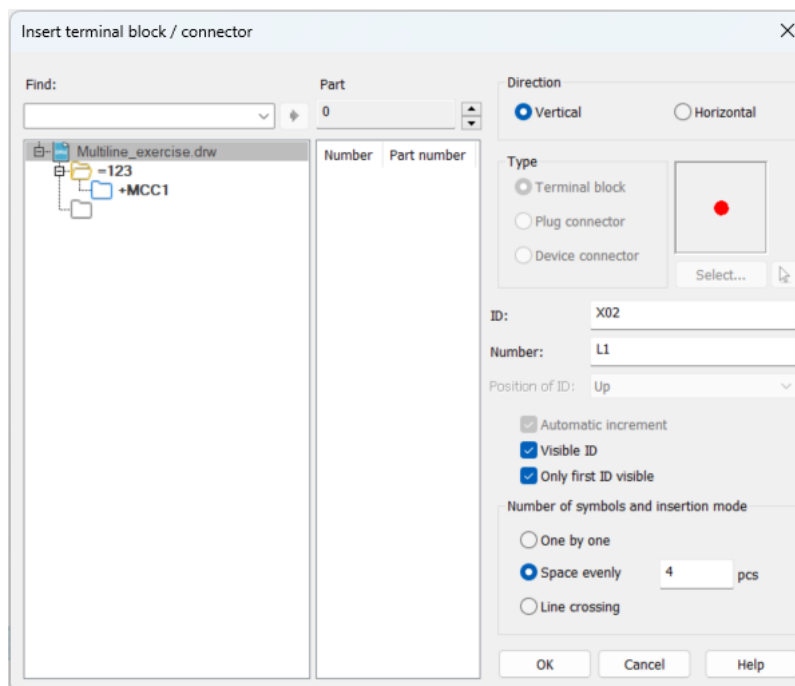 Insert terminal block / connector
Find:
Part
0
Multiline_exercise.drw
=123
+MCC1
Number Part number
Direction
Vertical Horizontal
Type
Terminal block
Plug connector
Device connector
Select...
ID: X02
Number: L1
Position of ID: Up
Automatic increment
Visible ID
Only first ID visible
Number of symbols and insertion mode
One by one
Space evenly 4 pcs
Line crossing
OK Cancel Help